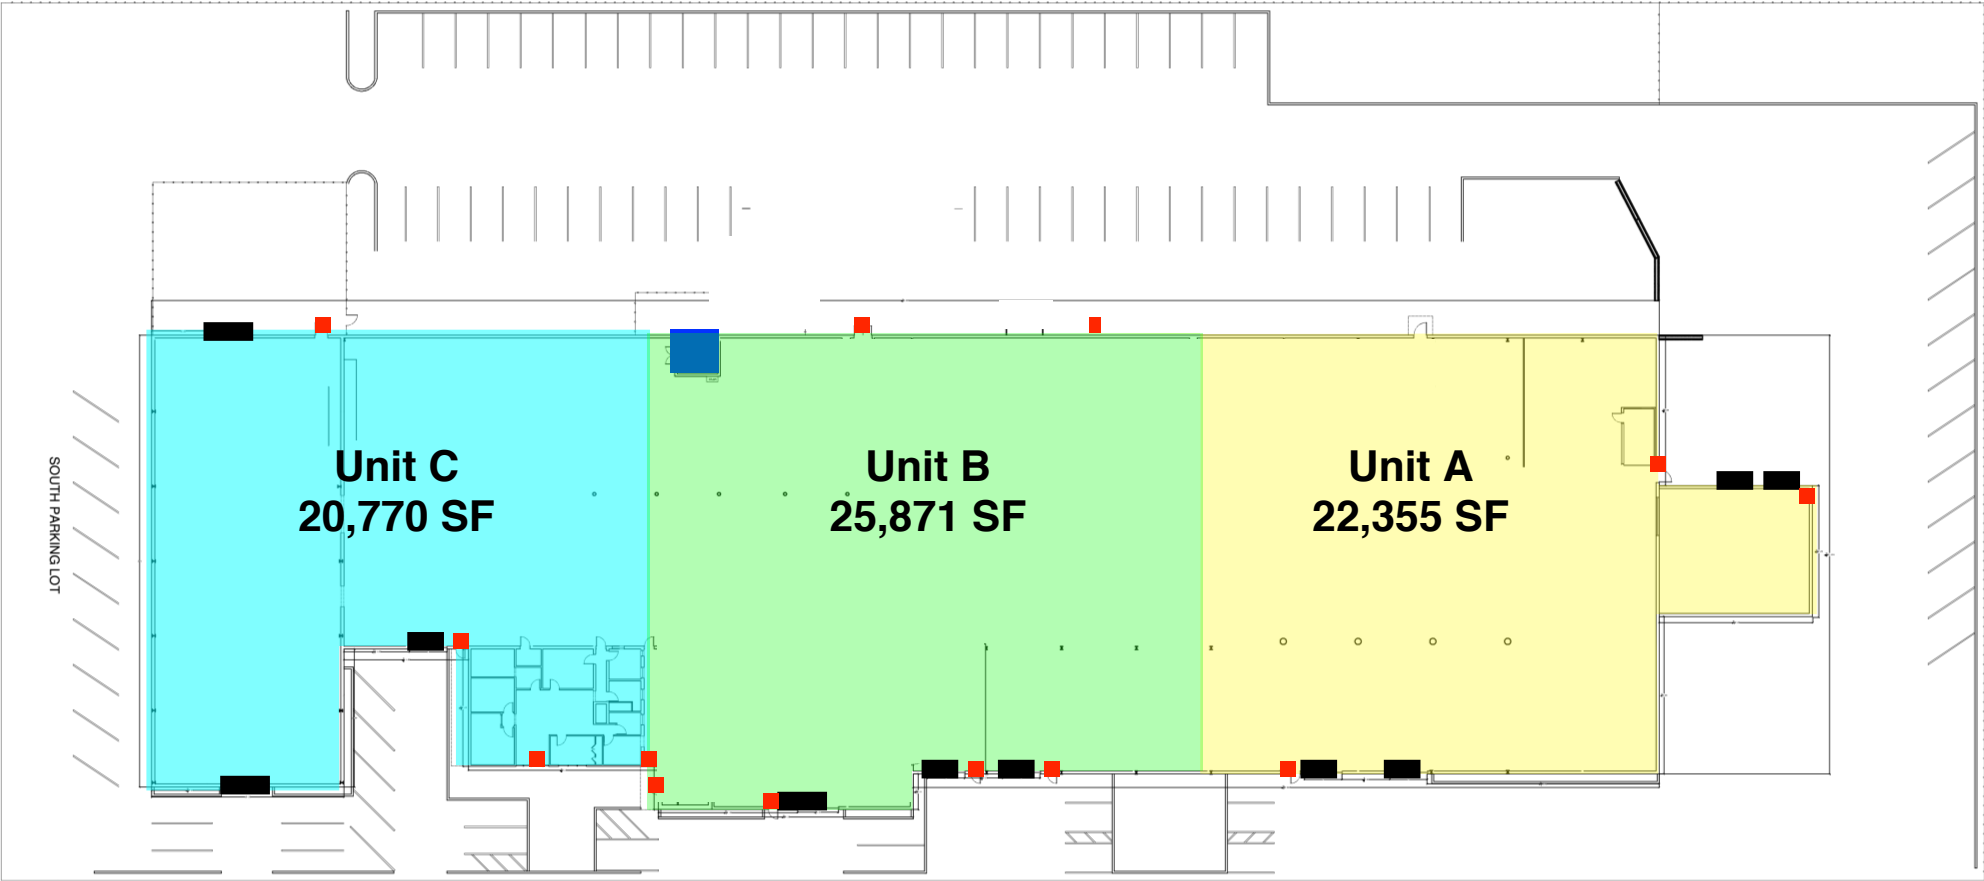 Unit C
20,770 SF
Unit B
25,871 SF
Unit A
22,355 SF
SOUTH PARKING LOT